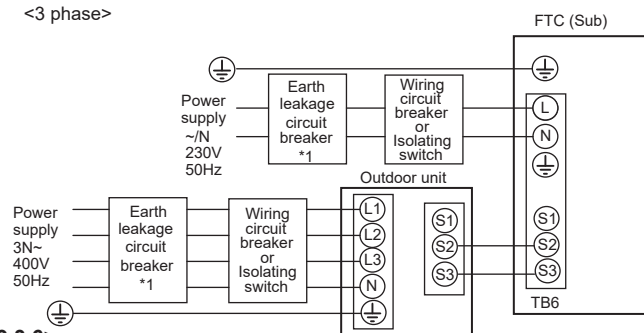 <3 phase>
FTC (Sub)
Power
supply
~/N
230V
50Hz
Earth
leakage
circuit
breaker
*1
Wiring
circuit
breaker
or
Isolating
switch
L
N
S1
S2
S3
TB6
Outdoor unit
Power
supply
3N~
400V
50Hz
Earth
leakage
circuit
breaker
*1
Wiring
circuit
breaker
or
Isolating
switch
L1
L2
L3
N
S1
S2
S3